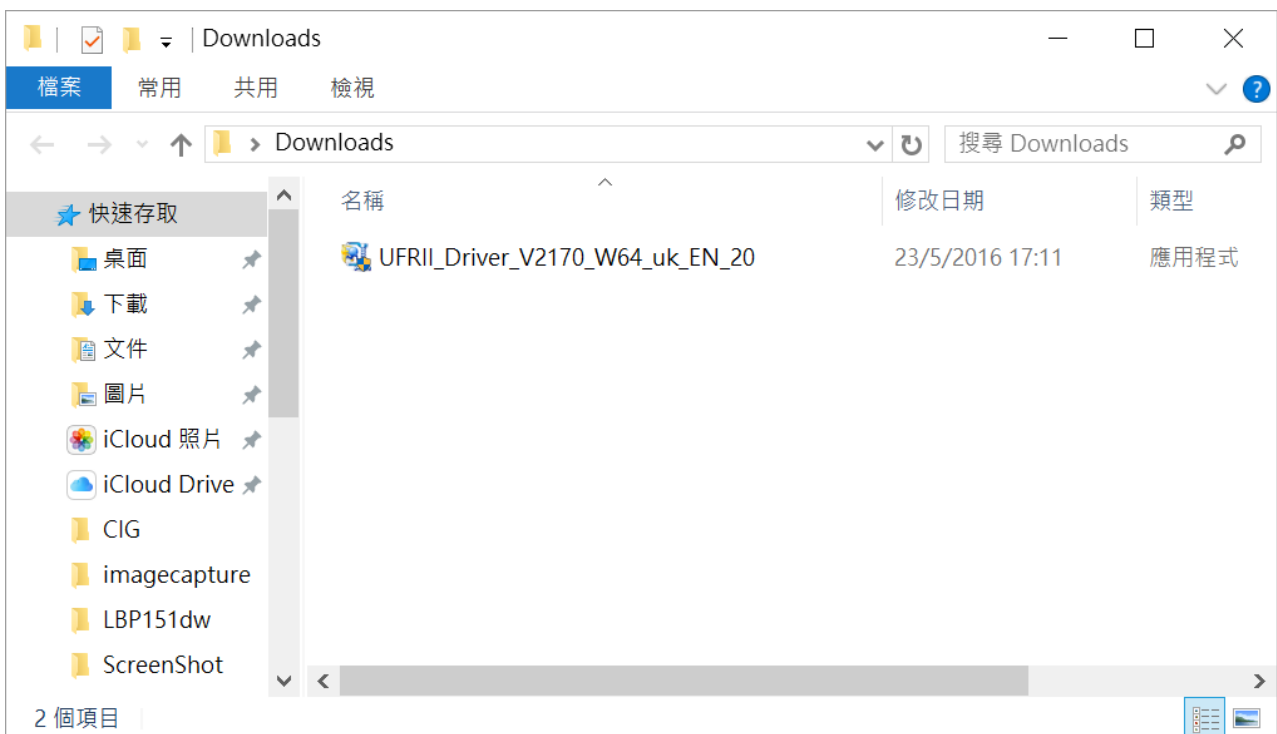 Downloads
檔案 常用 共用 檢視
Downloads 搜尋 Downloads
名稱 修改日期 類型
快速存取
桌面
下載
文件
圖片
iCloud 照片
iCloud Drive
CIG
imagecapture
LBP151dw
ScreenShot
UFRII_Driver_V2170_W64_uk_EN_20 23/5/2016 17:11 應用程式
2 個項目